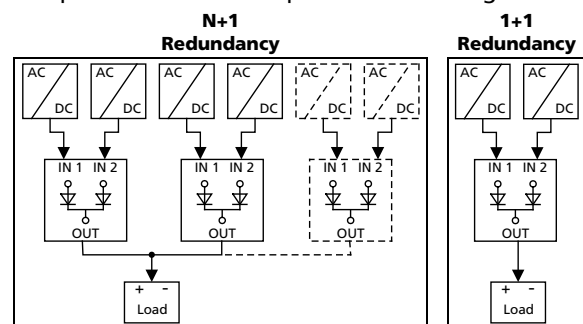 N+1
Redundancy
1+1
Redundancy
AC DC AC DC AC DC AC DC AC DC AC DC
AC DC AC DC
IN 1 IN 2 IN 1 IN 2 IN 1 IN 2
IN 1 IN 2
OUT OUT OUT
OUT
+ -
Load
+ -
Load